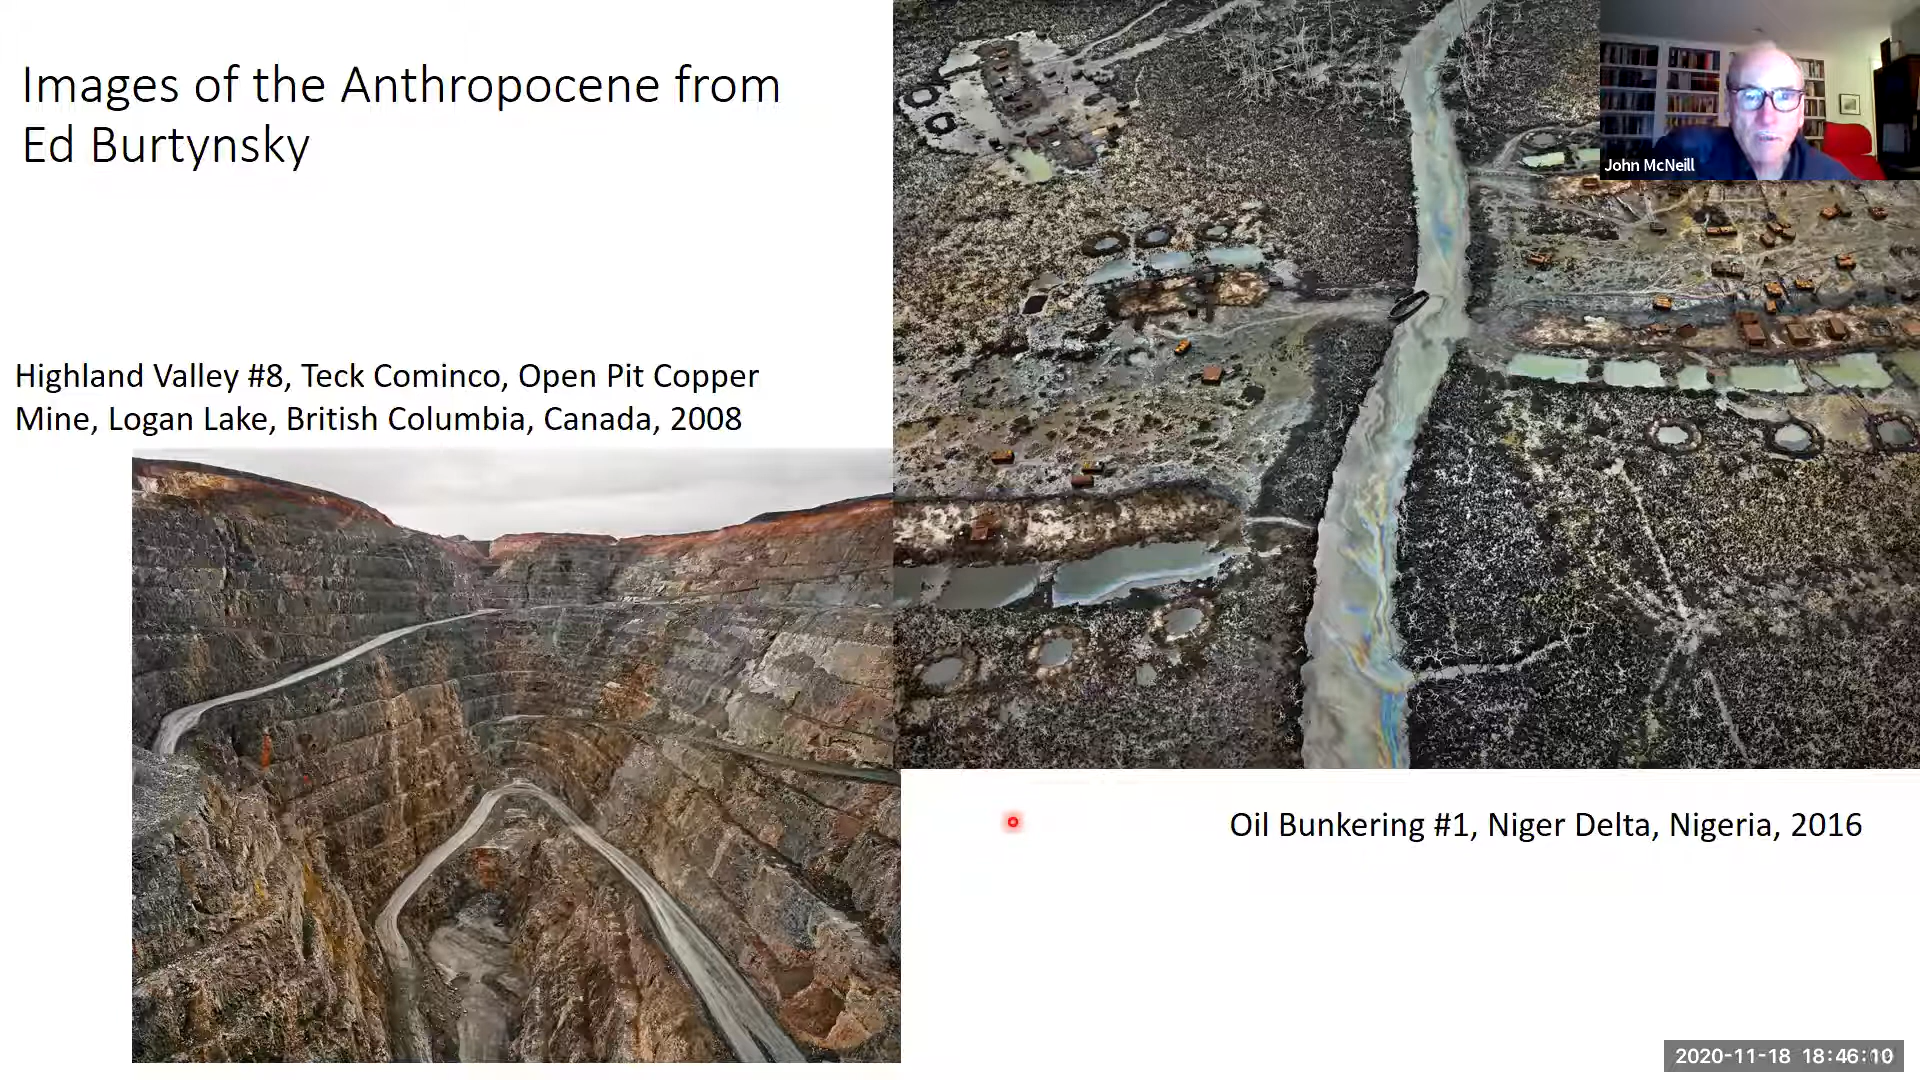 Images of the Anthropocene from
Ed Burtynsky
John McNeill
Highland Valley #8, Teck Cominco, Open Pit Copper
Mine, Logan Lake, British Columbia, Canada, 2008
Oil Bunkering #1, Niger Delta, Nigeria, 2016
2020-11-18 18:46:10